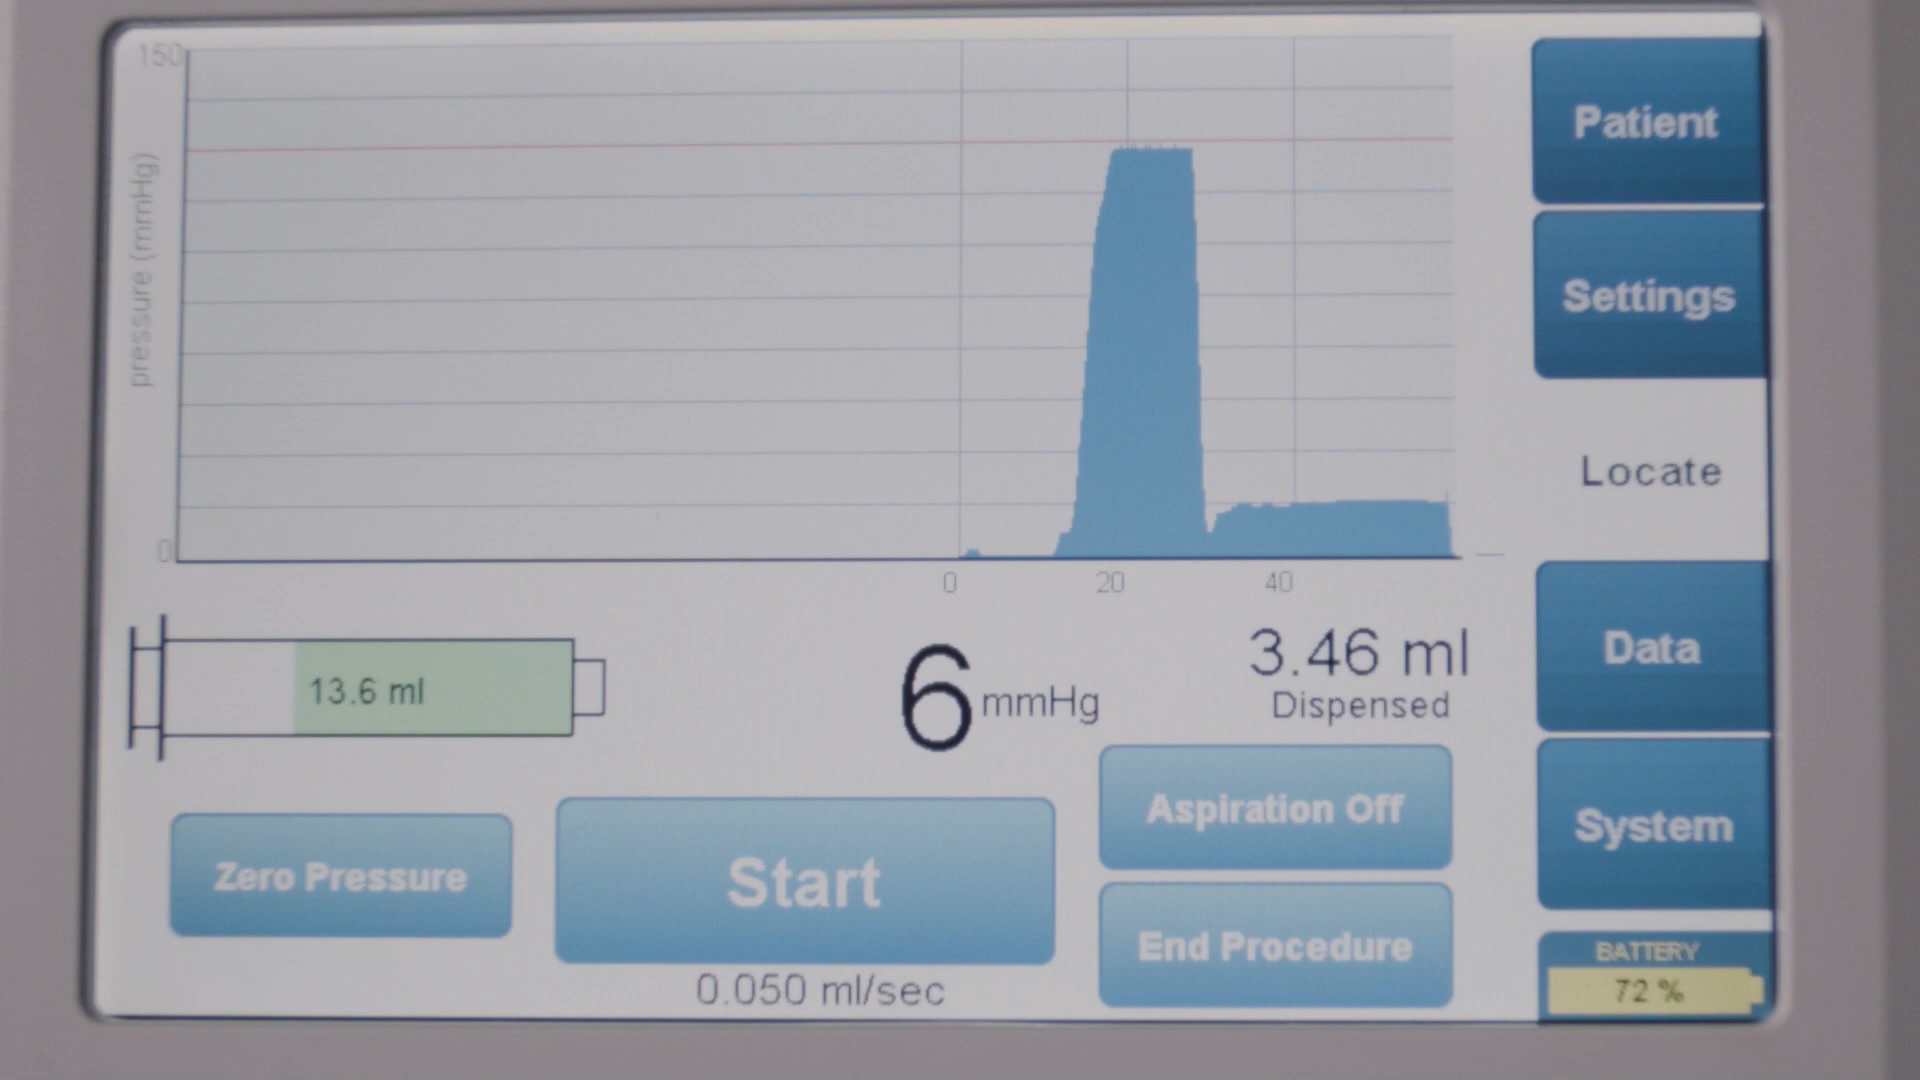 150
pressure (mmHg)
0
0 20 40
Patient
Settings
Locate
Data
System
BATTERY
72 %
13.6 ml
6 mmHg
3.46 ml
Dispensed
Zero Pressure
Start
0.050 ml/sec
Aspiration Off
End Procedure